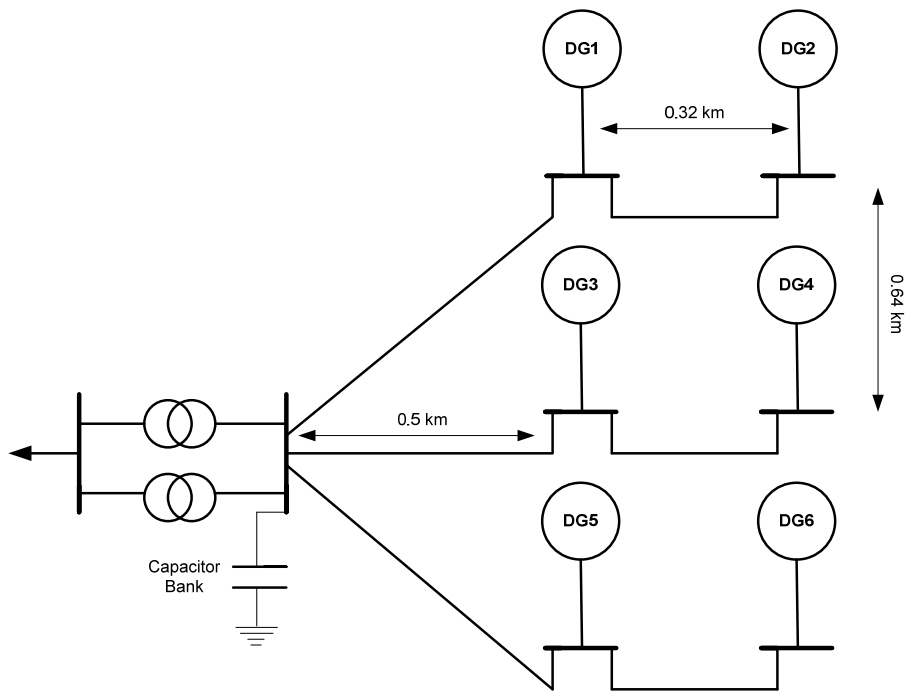 DG1
DG2
0.32 km
DG3
DG4
0.64 km
0.5 km
DG5
DG6
Capacitor
Bank